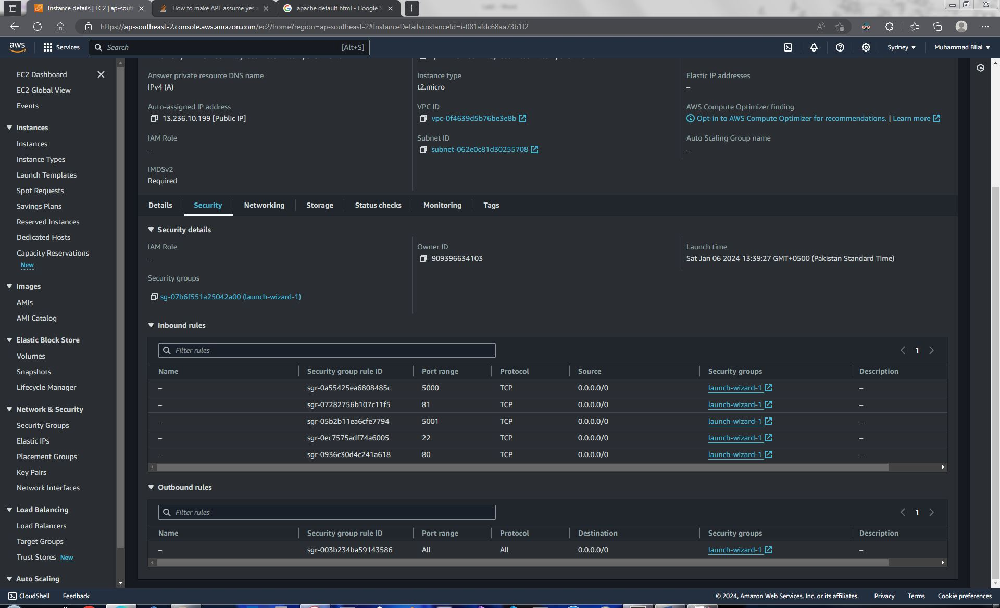 Instance details | EC2 | ap-south
How to make APT assume yes
apache default html - Google S
https://ap-southeast-2.console.aws.amazon.com/ec2/home?region=ap-southeast-2#InstanceDetails:instanceId=i-081afdc68aa73b1f2
aws
Services
Search
[Alt+S]
Sydney
Muhammad Bilal
EC2 Dashboard
EC2 Global View
Events
Instances
Instances
Instance Types
Launch Templates
Spot Requests
Savings Plans
Reserved Instances
Dedicated Hosts
Capacity Reservations
New
Images
AMIs
AMI Catalog
Elastic Block Store
Volumes
Snapshots
Lifecycle Manager
Network & Security
Security Groups
Elastic IPs
Placement Groups
Key Pairs
Network Interfaces
Load Balancing
Load Balancers
Target Groups
Trust Stores New
Auto Scaling
Answer private resource DNS name
IPv4 (A)
Auto-assigned IP address
13.236.10.199 [Public IP]
IAM Role
–
IMDSv2
Required
Instance type
t2.micro
VPC ID
vpc-0f4639d5b76be3e8b
Subnet ID
subnet-062e0c81d30255708
Elastic IP addresses
–
AWS Compute Optimizer finding
Opt-in to AWS Compute Optimizer for recommendations. | Learn more
Auto Scaling Group name
–
Details Security Networking Storage Status checks Monitoring Tags
Security details
IAM Role
–
Owner ID
909396634103
Launch time
Sat Jan 06 2024 13:39:27 GMT+0500 (Pakistan Standard Time)
Security groups
sg-07b6f551a25042a00 (launch-wizard-1)
Inbound rules
Filter rules
1
Name Security group rule ID Port range Protocol Source Security groups Description
– sgr-0a55425ea6808485c 5000 TCP 0.0.0.0/0 launch-wizard-1 –
– sgr-07282756b107c11f5 81 TCP 0.0.0.0/0 launch-wizard-1 –
– sgr-05b2b11ea6cfe7794 5001 TCP 0.0.0.0/0 launch-wizard-1 –
– sgr-0ec7575adf74a6005 22 TCP 0.0.0.0/0 launch-wizard-1 –
– sgr-0936c30d4c241a618 80 TCP 0.0.0.0/0 launch-wizard-1 –
Outbound rules
Filter rules
1
Name Security group rule ID Port range Protocol Destination Security groups Description
– sgr-003b234ba59143586 All All 0.0.0.0/0 launch-wizard-1 –
CloudShell Feedback
© 2024, Amazon Web Services, Inc. or its affiliates. Privacy Terms Cookie preferences